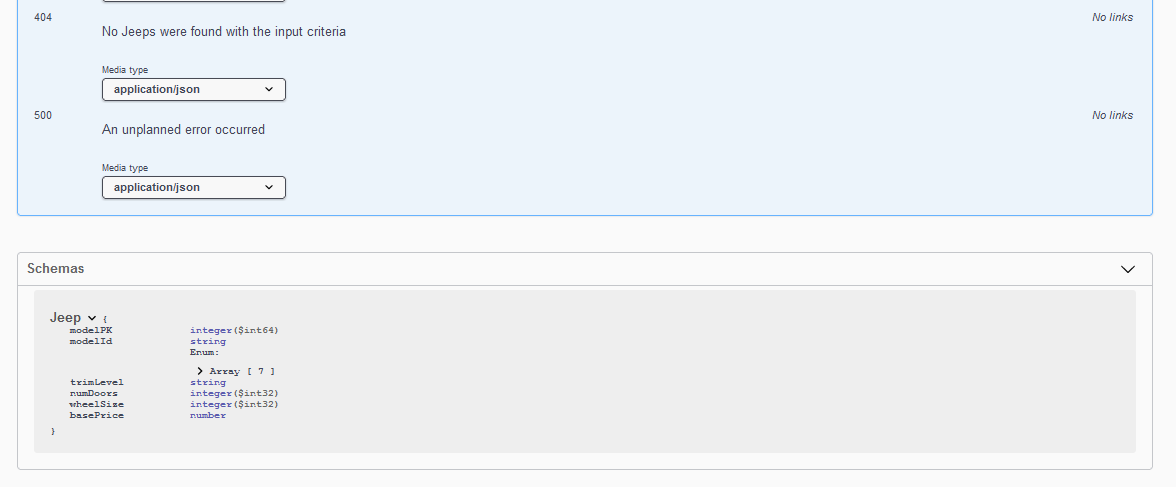 404 No links
No Jeeps were found with the input criteria
Media type
application/json
500 No links
An unplanned error occurred
Media type
application/json
Schemas
Jeep {
modelPK integer($int64)
modelId string
Enum:
Array [ 7 ]
trimLevel string
numDoors integer($int32)
wheelSize integer($int32)
basePrice number
}